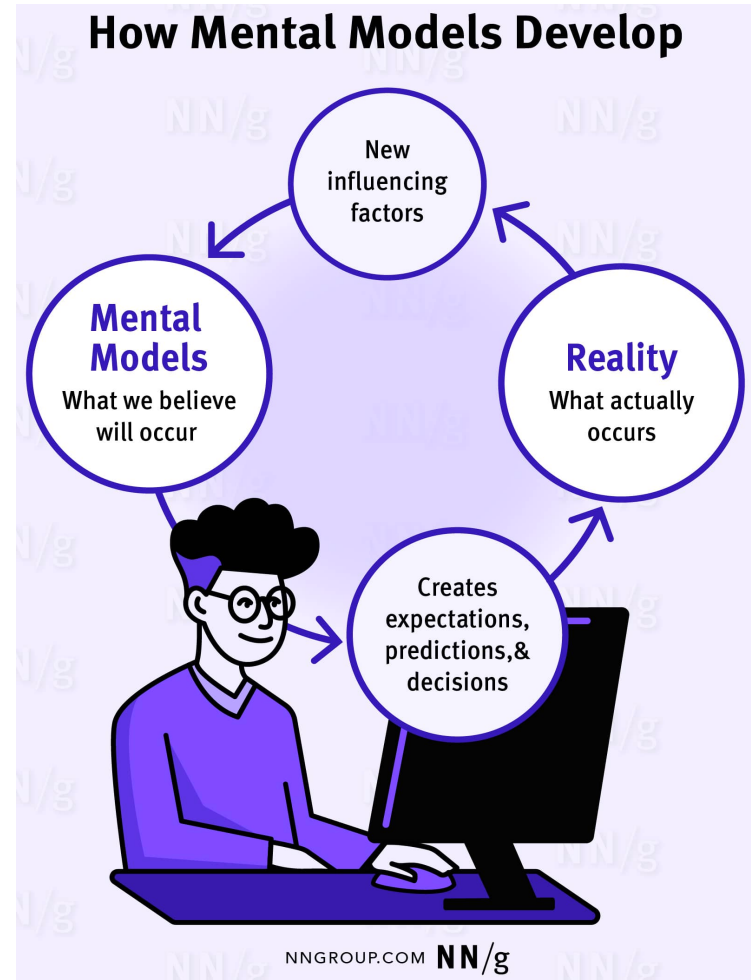 How Mental Models Develop
New
influencing
factors
Mental
Models
What we believe
will occur
Reality
What actually
occurs
Creates
expectations,
predictions,&
decisions
NNGROUP.COM NN/g